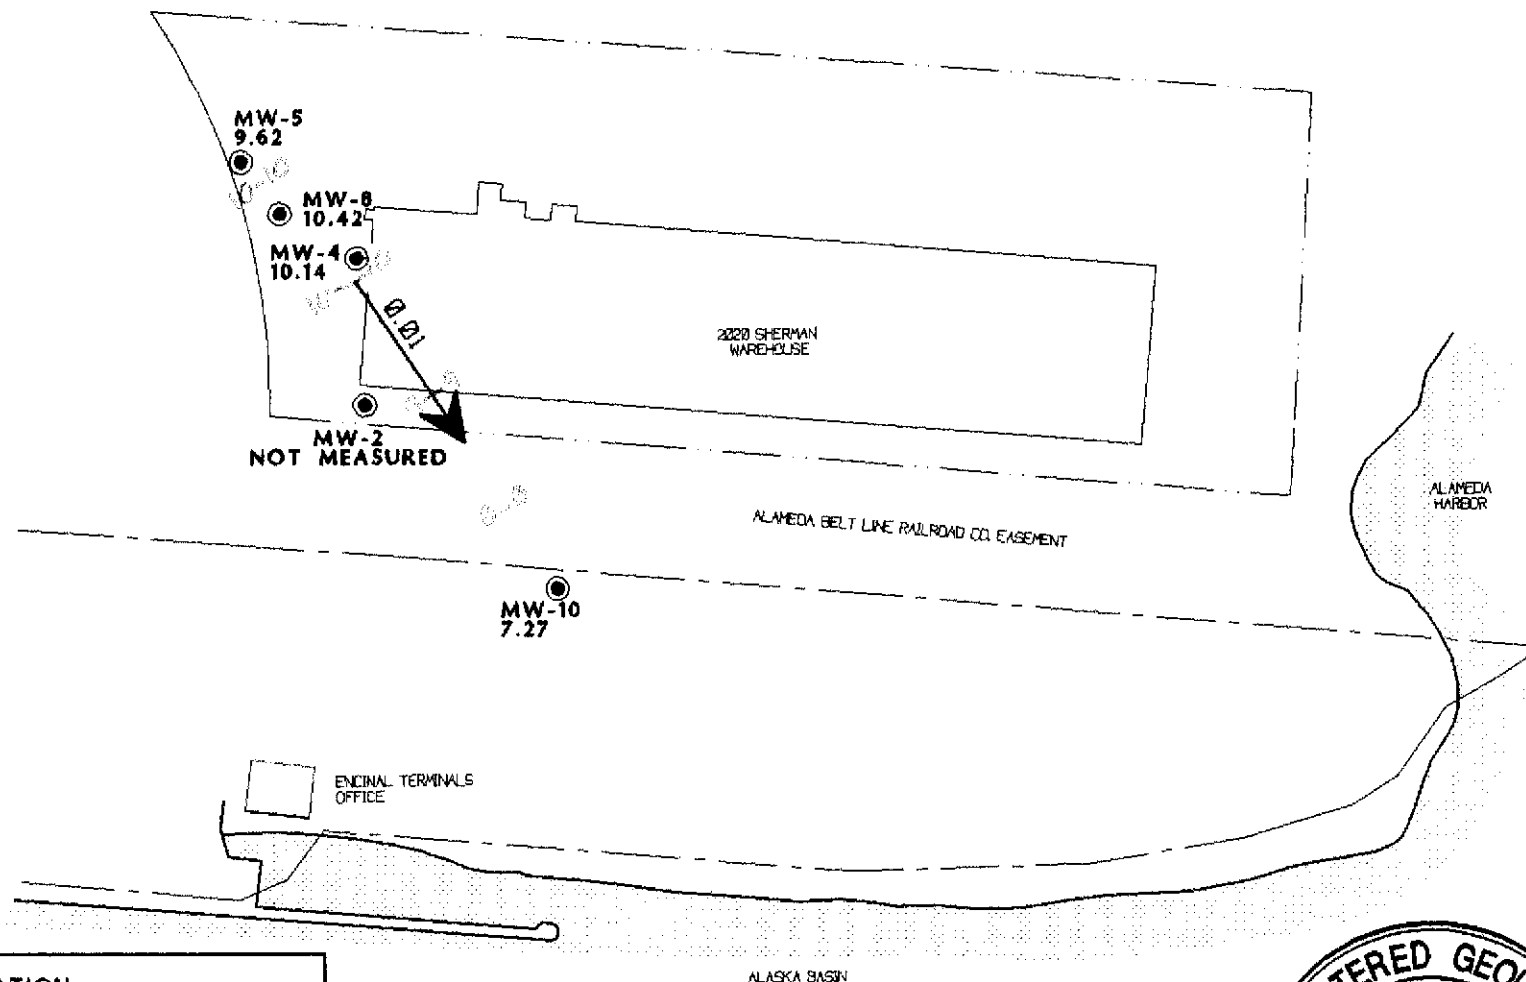 MW-5
9.62
MW-8
10.42
MW-4
10.14
0.01
2020 SHERMAN
WAREHOUSE
MW-2
NOT MEASURED
ALAMEDA
HARBOR
ALAMEDA BELT LINE RAILROAD CO. EASEMENT
MW-10
7.27
ENCINAL TERMINALS
OFFICE
ALASKA BASIN